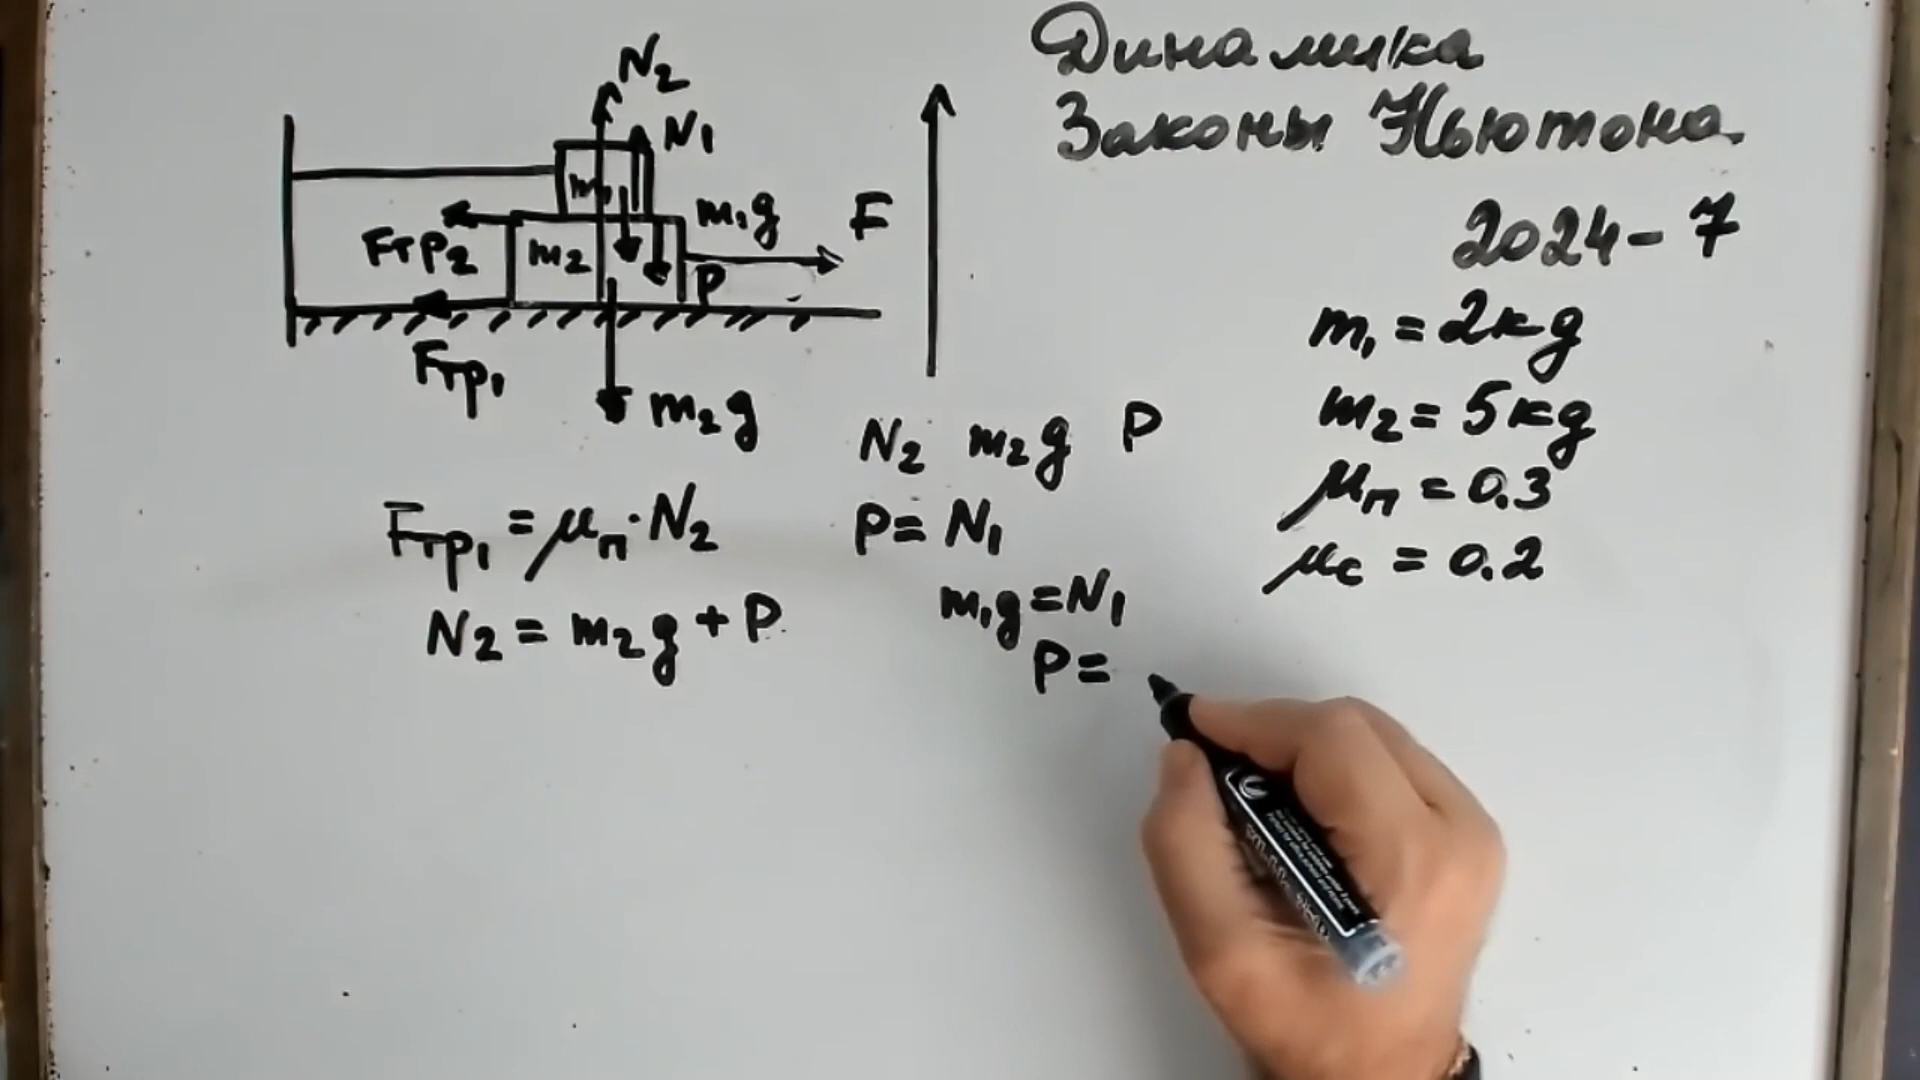 Динамика
Законы Ньютона.
2024-7
N2
N1
m1
m1g
F
Fтр2
m2
P
Fтр1
m2g
m1 = 2kg
m2 = 5kg
μп = 0.3
μc = 0.2
N2 m2g P
Fтр1 = μп·N2
P = N1
N2 = m2g + P
m1g = N1
P =